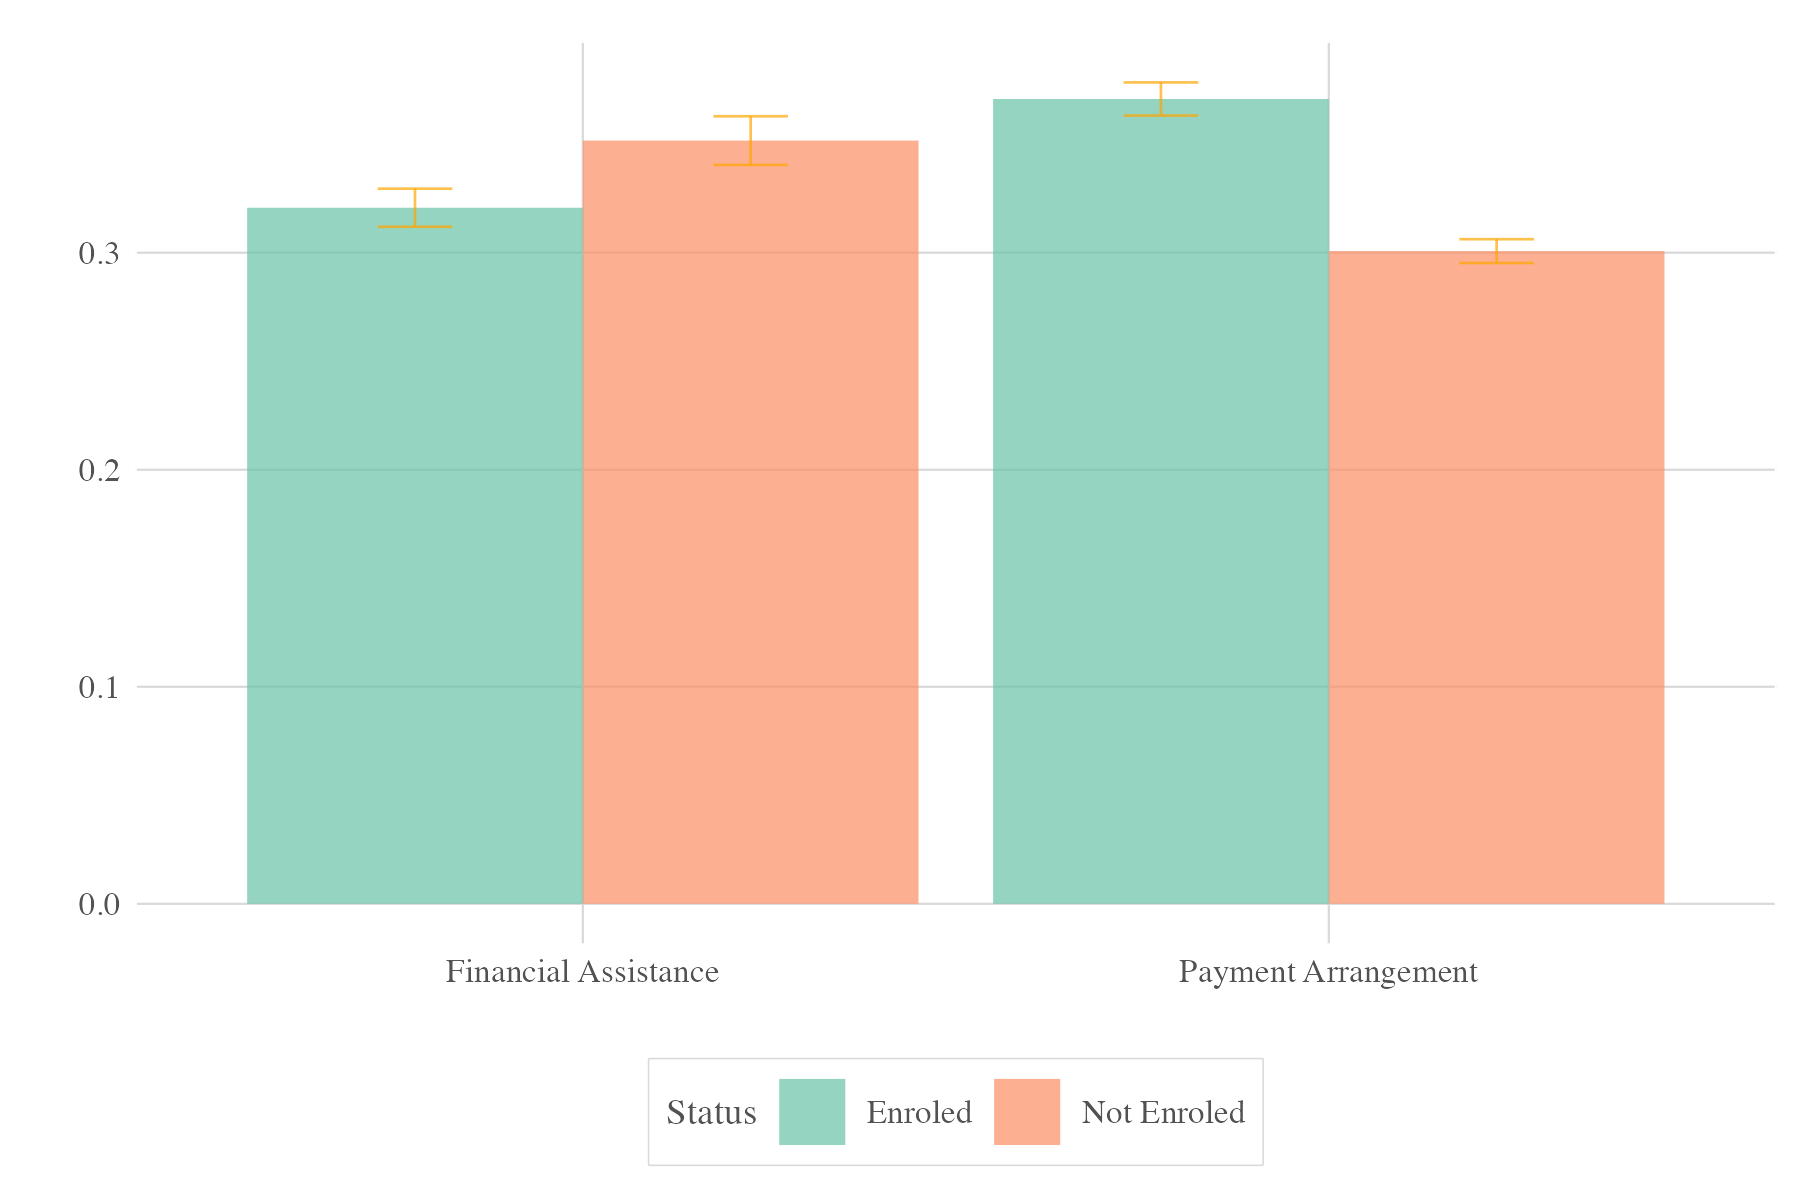 0.3
0.2
0.1
0.0
Financial Assistance
Payment Arrangement
Status Enroled Not Enroled